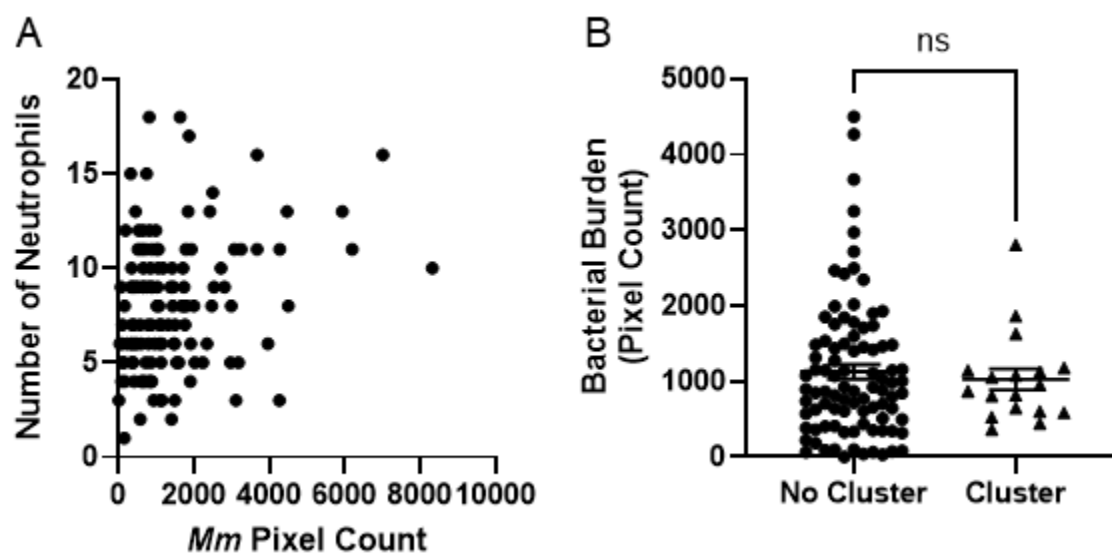 A
Number of Neutrophils
20
15
10
5
0
0 2000 4000 6000 8000 10000
Mm Pixel Count
B
ns
Bacterial Burden
(Pixel Count)
5000
4000
3000
2000
1000
0
No Cluster Cluster